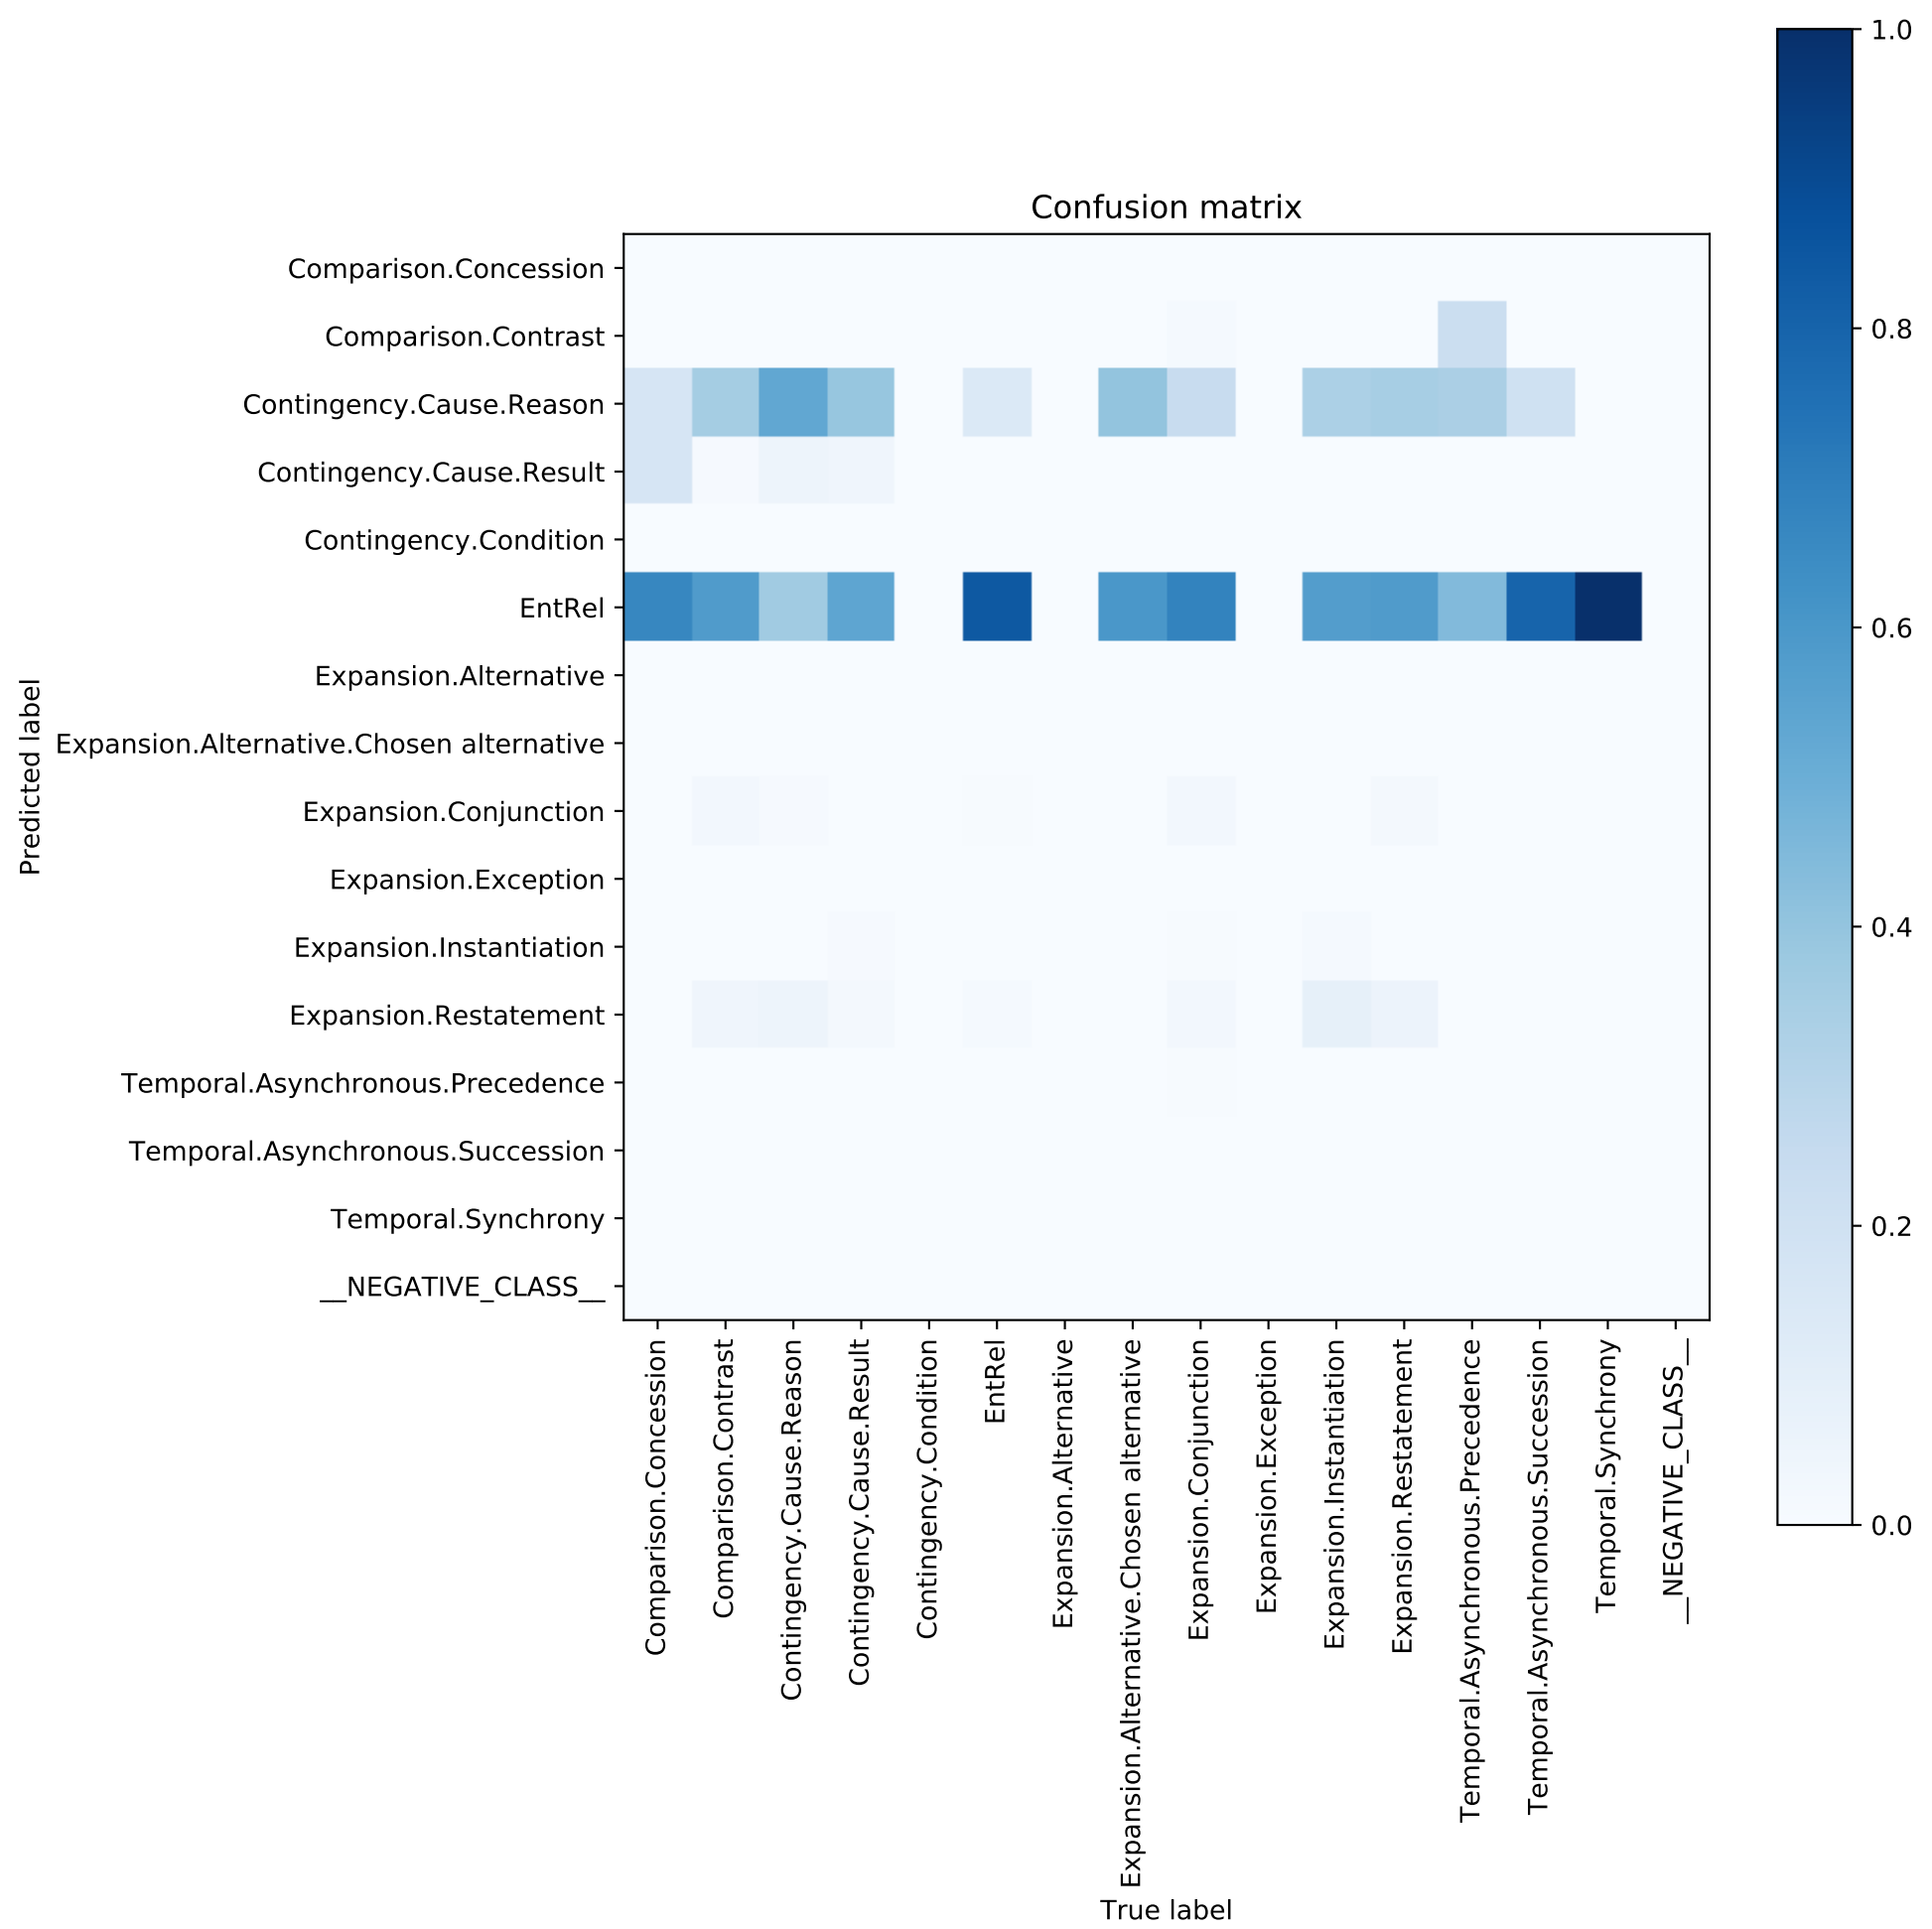 Confusion matrix
Predicted label
Comparison.Concession
Comparison.Contrast
Contingency.Cause.Reason
Contingency.Cause.Result
Contingency.Condition
EntRel
Expansion.Alternative
Expansion.Alternative.Chosen alternative
Expansion.Conjunction
Expansion.Exception
Expansion.Instantiation
Expansion.Restatement
Temporal.Asynchronous.Precedence
Temporal.Asynchronous.Succession
Temporal.Synchrony
__NEGATIVE_CLASS__
Comparison.Concession
Comparison.Contrast
Contingency.Cause.Reason
Contingency.Cause.Result
Contingency.Condition
EntRel
Expansion.Alternative
Expansion.Alternative.Chosen alternative
Expansion.Conjunction
Expansion.Exception
Expansion.Instantiation
Expansion.Restatement
Temporal.Asynchronous.Precedence
Temporal.Asynchronous.Succession
Temporal.Synchrony
__NEGATIVE_CLASS__
True label
1.0
0.8
0.6
0.4
0.2
0.0